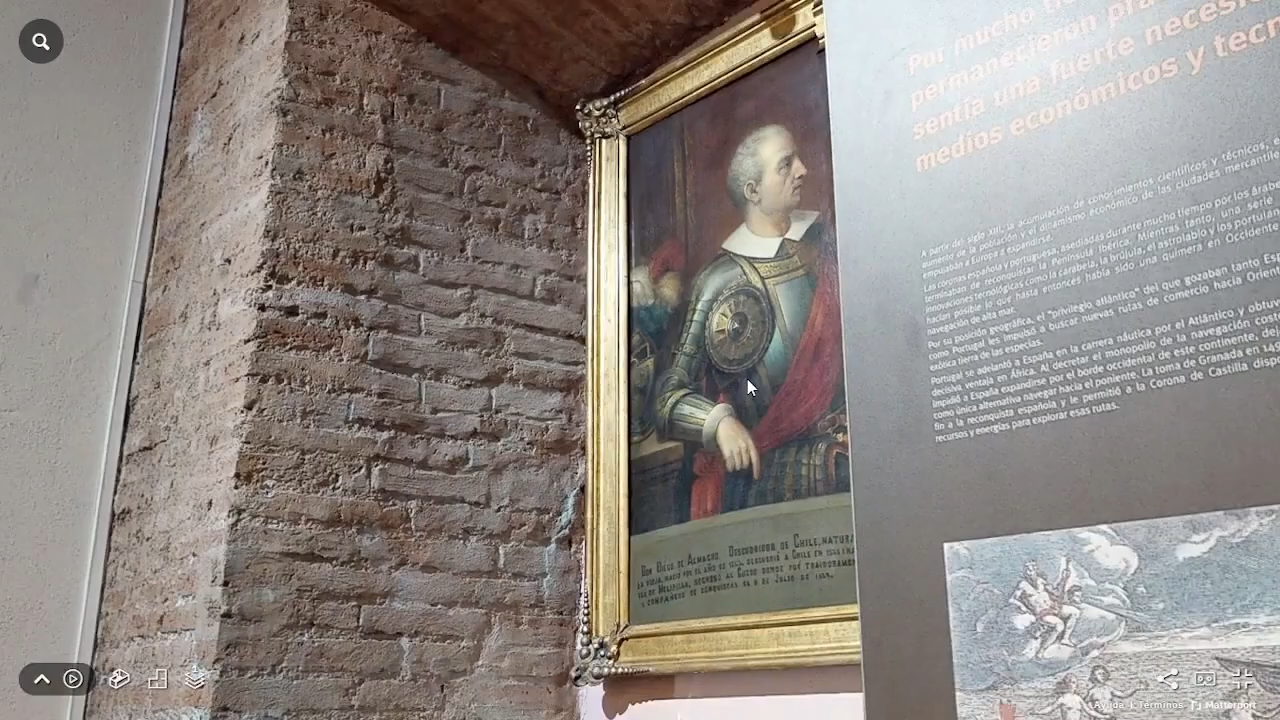 DON DIEGO DE ALMAGRO. DESCUBRIDOR DE CHILE, NATURA
Por mucho
permanecieron
sentía una fuerte necesi
medios económicos y tecn
A partir del siglo XIII, la acumulación de conocimientos científicos y técnicos, e
aumento de la población y el dinamismo económico de las ciudades mercantile
empujaban a Europa a expandirse.
Las coronas española y portuguesa, asediadas durante mucho tiempo por los árabe
terminaban de reconquistar la Península Ibérica. Mientras tanto, una serie
innovaciones tecnológicas como la carabela, la brújula, el astrolabio y los portulan
hacían posible lo que hasta entonces había sido una quimera en Occidente
navegación de alta mar.
Por su posición geográfica, el "privilegio atlántico" del que gozaban tanto Esp
como Portugal les impulsó a buscar nuevas rutas de comercio hacia Orien
exótica tierra de las especias.
Portugal se adelantó a España en la carrera náutica por el Atlántico y obtuv
decisiva ventaja en África. Al decretar el monopolio de la navegación cost
impidió a España expandirse por el borde occidental de este continente, de
como única alternativa navegar hacia el poniente. La toma de Granada en 149
fin a la reconquista española y le permitió a la Corona de Castilla disp
recursos y energías para explorar esas rutas.
Ayuda | Términos Matterport